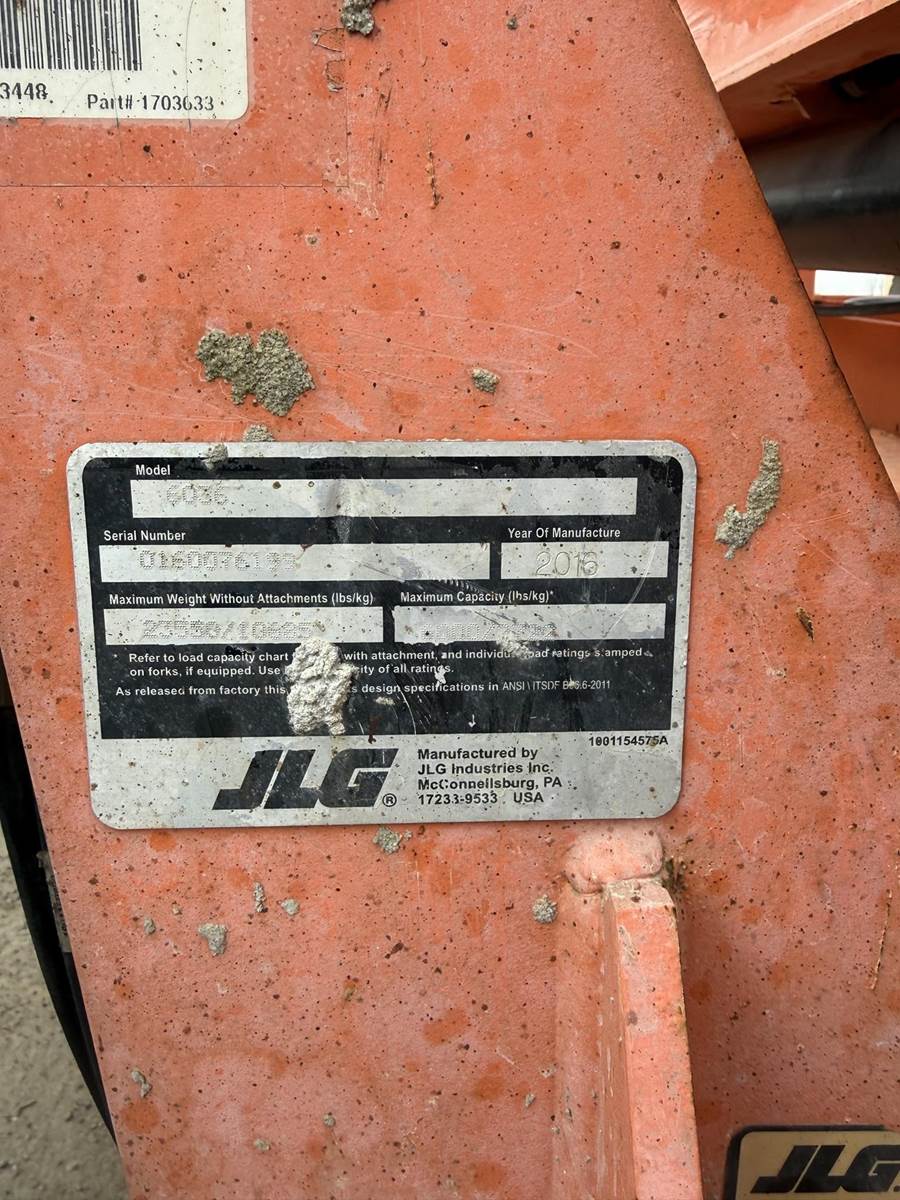 3448.
Part# 1703633
Model
6036
Serial Number
Year Of Manufacture
2016
Maximum Weight Without Attachments (lbs/kg)
Maximum Capacity (lbs/kg)*
* Refer to load capacity chart with attachment, and individual load ratings stamped
on forks, if equipped. Use of all ratings.
As released from factory this design specifications in ANSI \ ITSDF B56.6-2011
1001154575A
JLG®
Manufactured by
JLG Industries Inc.
McConnellsburg, PA
17233-9533 USA
JLG